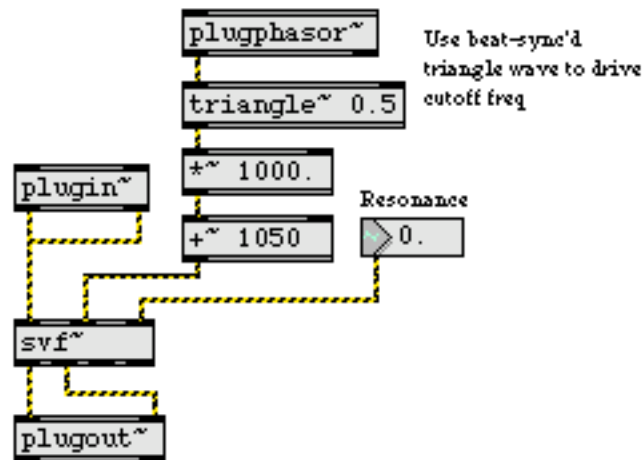 plugphasor~
Use beat-sync'd
triangle wave to drive
cutoff freq
triangle~ 0.5
*~ 1000.
plugin~
Resonance
+~ 1050
0.
svf~
plugout~